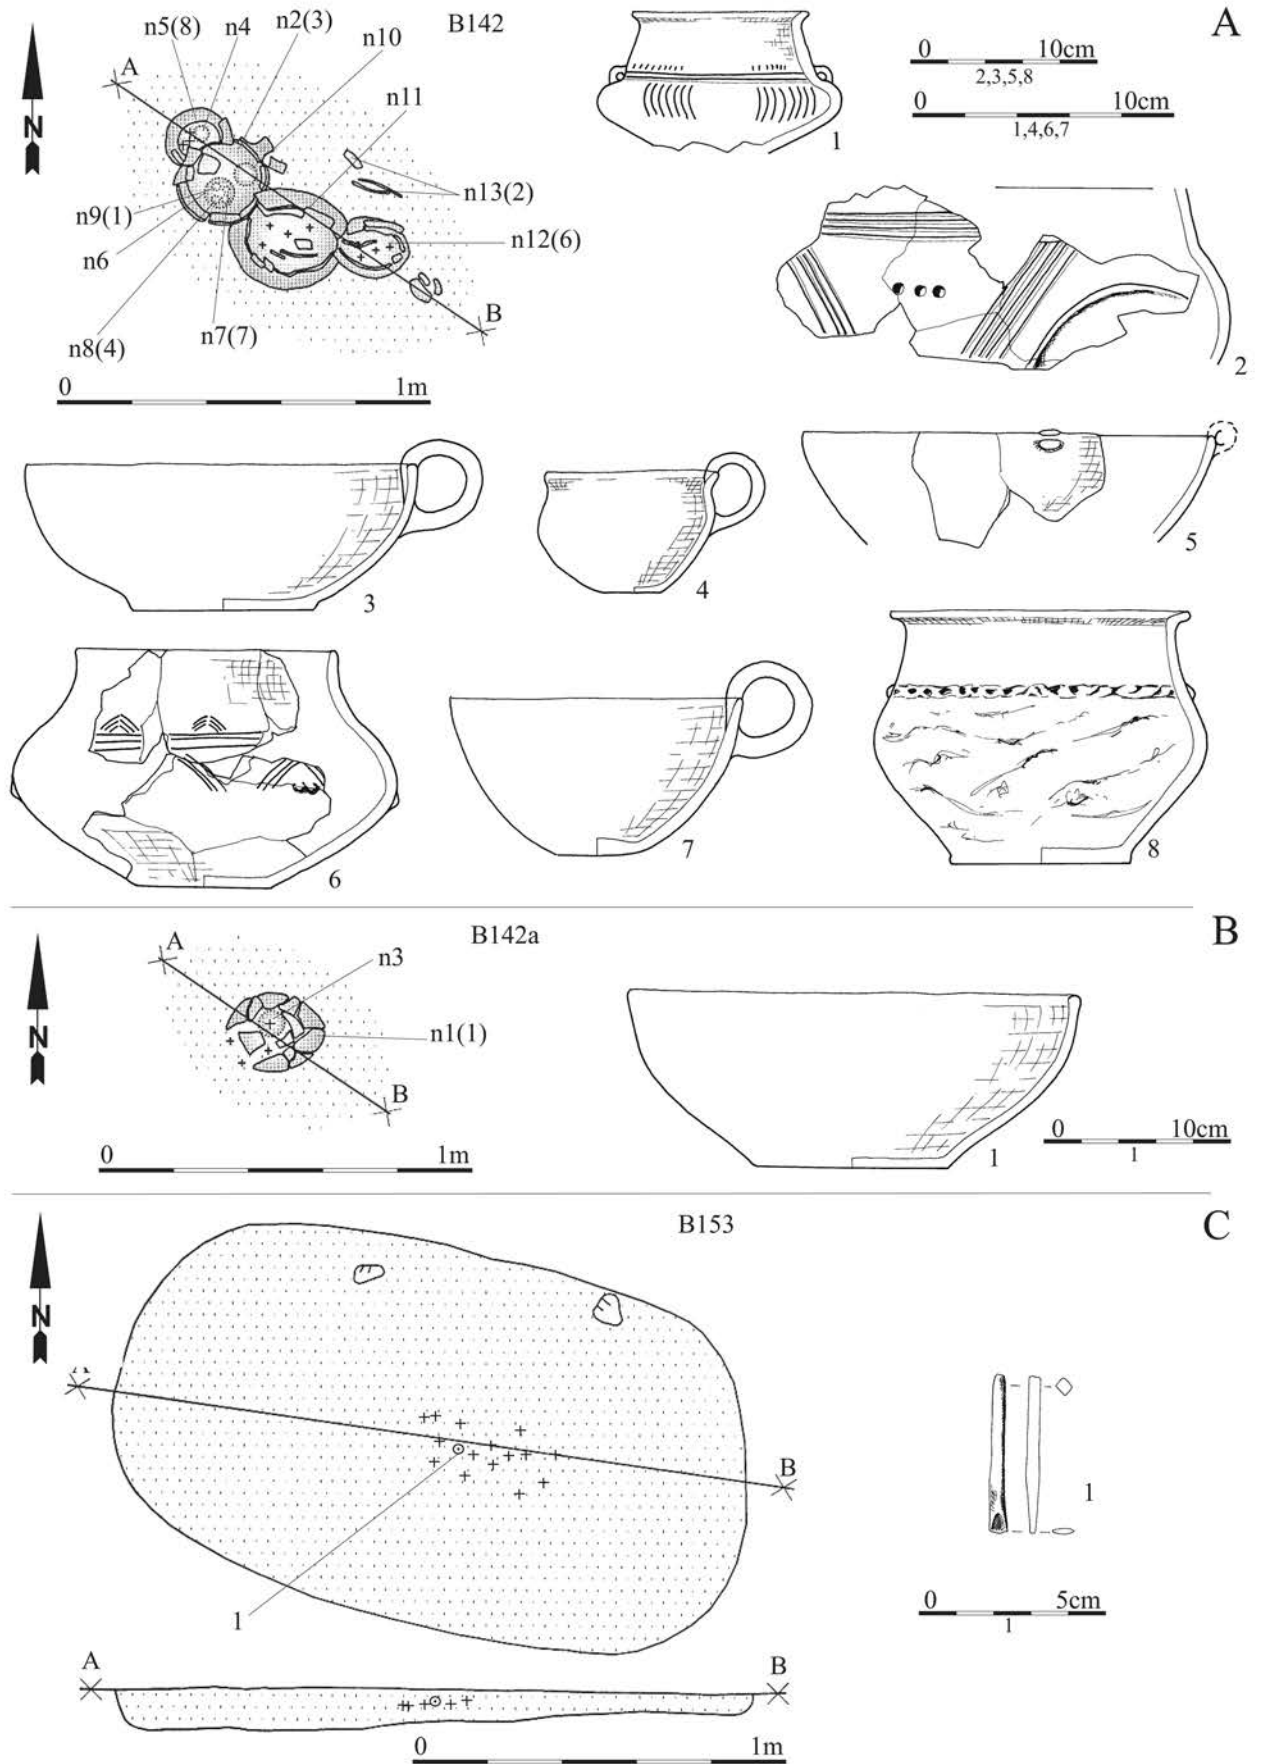 A
B142
n5(8) n4 n2(3) n10
n11
A
N
n13(2)
n9(1)
n12(6)
n6
B
n8(4)
n7(7)
0 1m
0 10cm
2,3,5,8
0 10cm
1,4,6,7
1
2
3
4
5
6
7
8
B
B142a
A
n3
N
n1(1)
B
0 1m
1
0 10cm
1
C
B153
N
A
B
1
1
A
B
0 5cm
1
0 1m